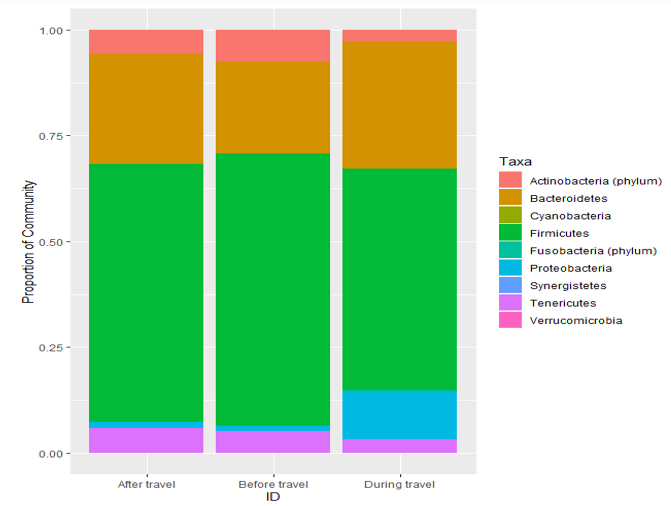 1.00
0.75
0.50
0.25
0.00
Proportion of Community
After travel
Before travel
During travel
ID
Taxa
Actinobacteria (phylum)
Bacteroidetes
Cyanobacteria
Firmicutes
Fusobacteria (phylum)
Proteobacteria
Synergistetes
Tenericutes
Verrucomicrobia